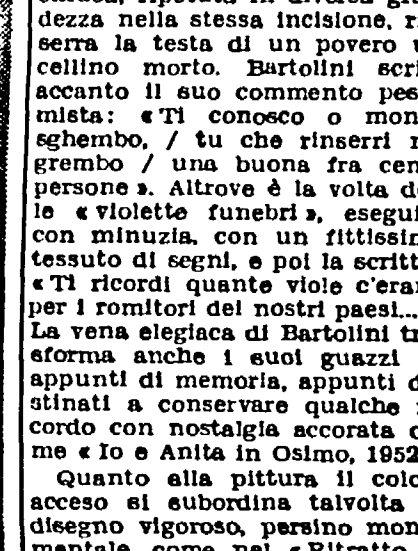 dezza nella stessa incisione,
serra la testa di un povero
cellino morto. Bartolini scri
accanto il suo commento pes
mista: « Ti conosco o mon
sghembo, / tu che rinserri
grembo / una buona fra cen
persone ». Altrove è la volta de
le « violette funebri », esegui
con minuzia, con un fittissim
tessuto di segni, e poi la scritt
« Ti ricordi quante viole c'eran
per i romitori dei nostri paesi...
La vena elegiaca di Bartolini tr
sforma anche i suoi guazzi
appunti di memoria, appunti d
stinati a conservare qualche
cordo con nostalgia accorata c
me « Io e Anita in Osimo, 1952
Quanto alla pittura il colo
acceso si subordina talvolta
disegno vigoroso, persino mon
mentale, come nel « Ritratto